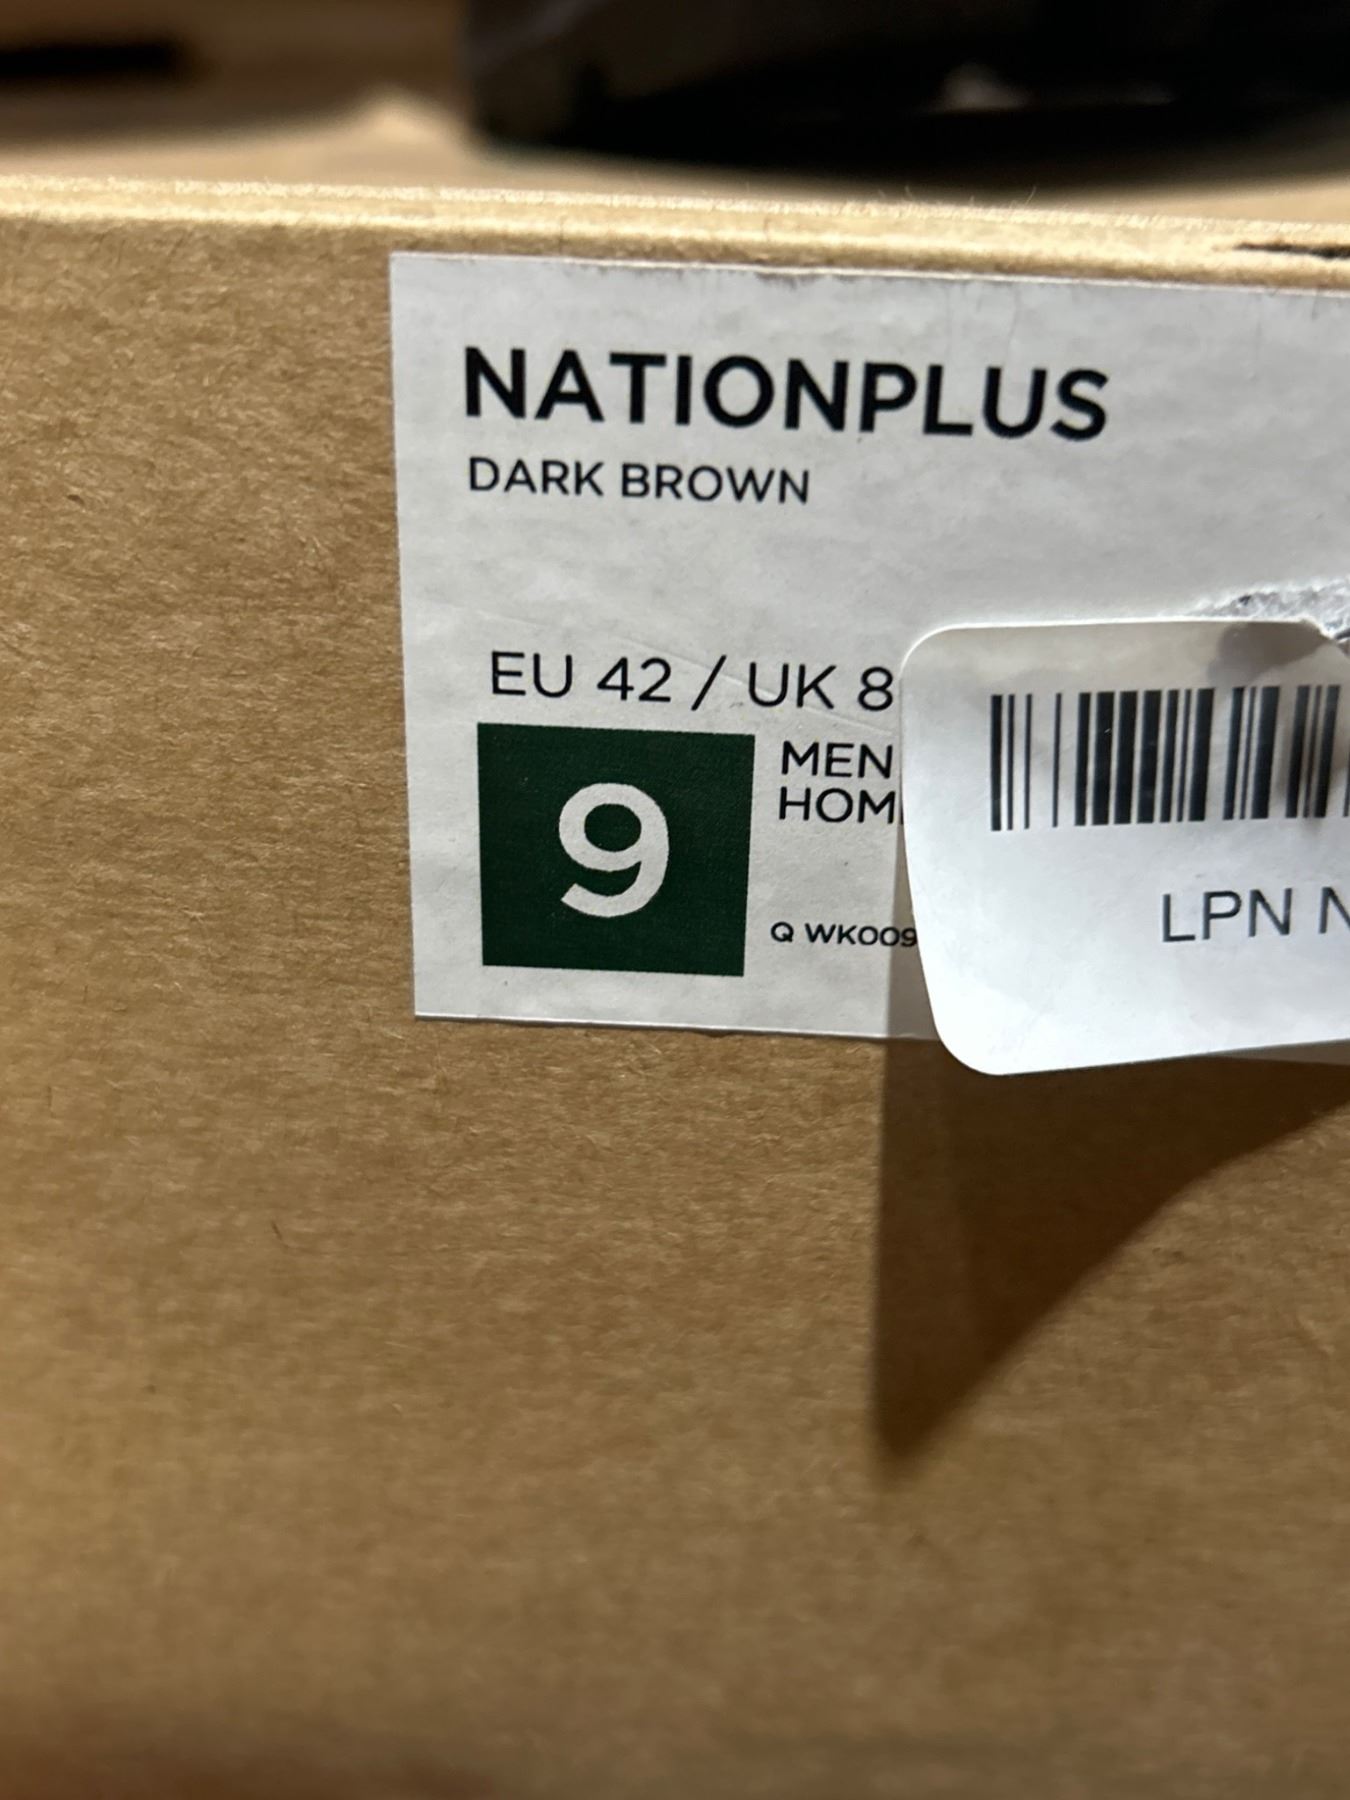 NATIONPLUS
DARK BROWN
EU 42 / UK 8
9
MEN
HOM
Q WK009
LPN N